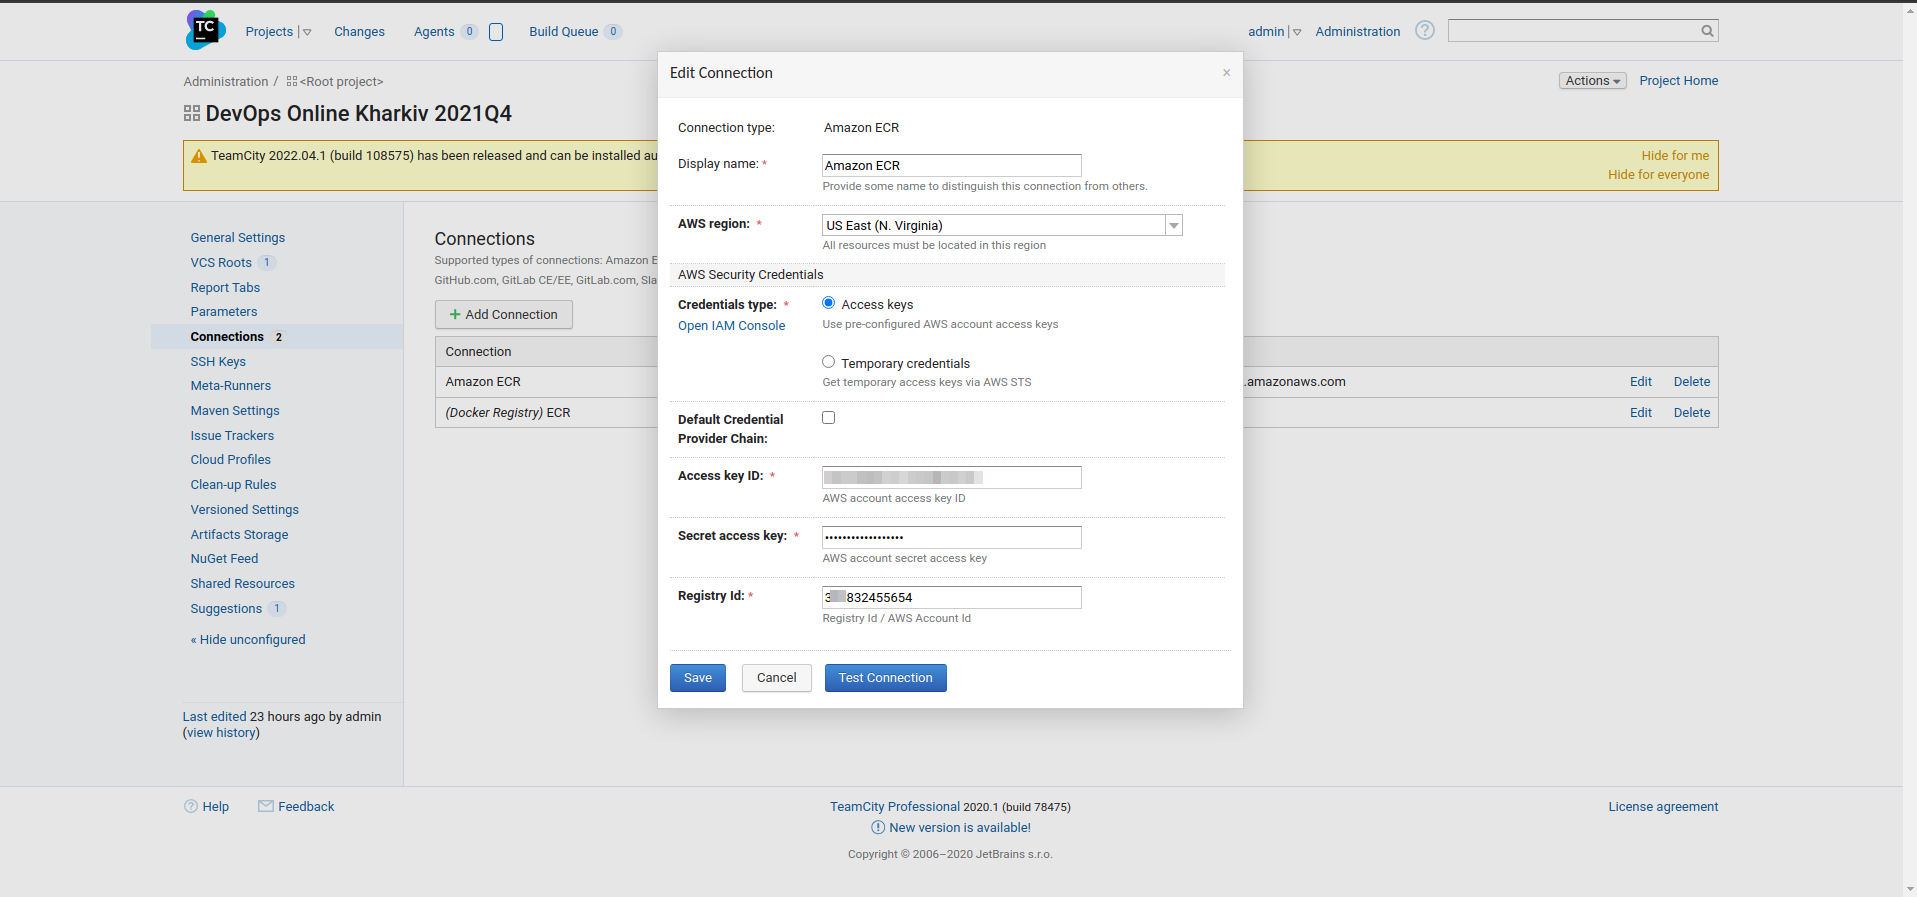 TC
Projects
Changes
Agents 0
Build Queue 0
admin
Administration
?
Administration / <Root project>
Actions
Project Home
DevOps Online Kharkiv 2021Q4
TeamCity 2022.04.1 (build 108575) has been released and can be installed au
Hide for me
Hide for everyone
General Settings
VCS Roots 1
Report Tabs
Parameters
Connections 2
SSH Keys
Meta-Runners
Maven Settings
Issue Trackers
Cloud Profiles
Clean-up Rules
Versioned Settings
Artifacts Storage
NuGet Feed
Shared Resources
Suggestions 1
« Hide unconfigured
Last edited 23 hours ago by admin
(view history)
Connections
Supported types of connections: Amazon E
GitHub.com, GitLab CE/EE, GitLab.com, Sla
+ Add Connection
Connection
Amazon ECR
.amazonaws.com
Edit
Delete
(Docker Registry) ECR
Edit
Delete
Edit Connection
×
Connection type: Amazon ECR
Display name: * Amazon ECR
Provide some name to distinguish this connection from others.
AWS region: * US East (N. Virginia)
All resources must be located in this region
AWS Security Credentials
Credentials type: * Access keys
Open IAM Console
Use pre-configured AWS account access keys
Temporary credentials
Get temporary access keys via AWS STS
Default Credential
Provider Chain:
Access key ID: *
AWS account access key ID
Secret access key: * ••••••••••••••••••
AWS account secret access key
Registry Id: * 3 832455654
Registry Id / AWS Account Id
Save
Cancel
Test Connection
? Help
Feedback
TeamCity Professional 2020.1 (build 78475)
New version is available!
Copyright © 2006–2020 JetBrains s.r.o.
License agreement